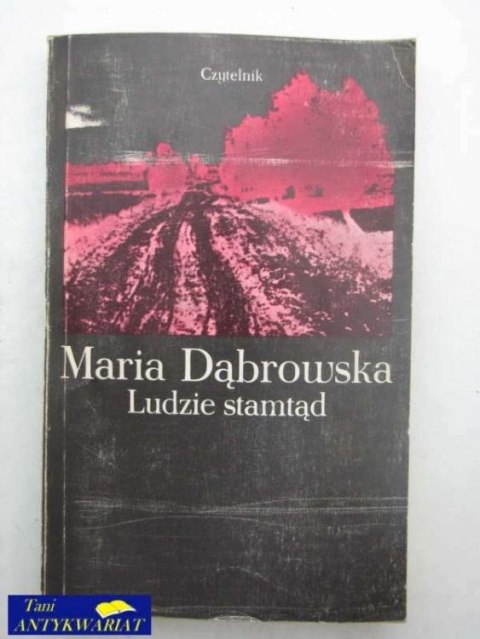 Czytelnik
Maria Dąbrowska
Ludzie stamtąd
Tani
ANTYKWARIAT